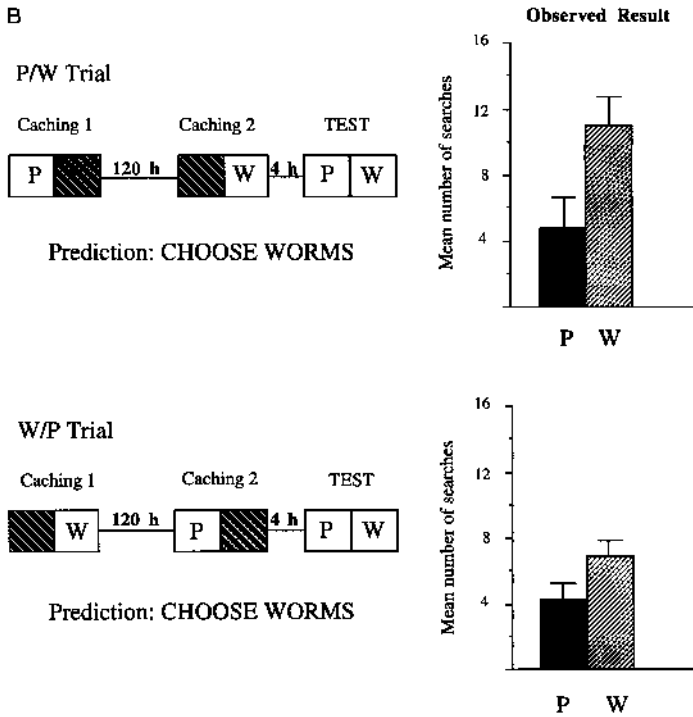 B
Observed Result
P/W Trial
Caching 1 Caching 2 TEST
P 120 h W 4 h P W
Prediction: CHOOSE WORMS
Mean number of searches
16
12
8
4
P W
W/P Trial
Caching 1 Caching 2 TEST
W 120 h P 4 h P W
Prediction: CHOOSE WORMS
Mean number of searches
16
12
8
4
P W